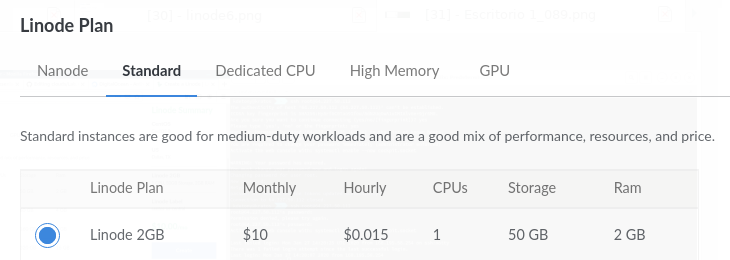 Linode Plan
Nanode Standard Dedicated CPU High Memory GPU
Standard instances are good for medium-duty workloads and are a good mix of performance, resources, and price.
Linode Plan Monthly Hourly CPUs Storage Ram
Linode 2GB $10 $0.015 1 50 GB 2 GB